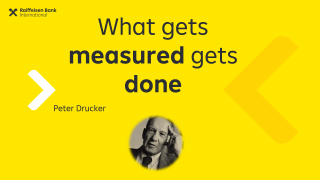 Raiffeisen Bank
International
What gets
measured gets
done
Peter Drucker